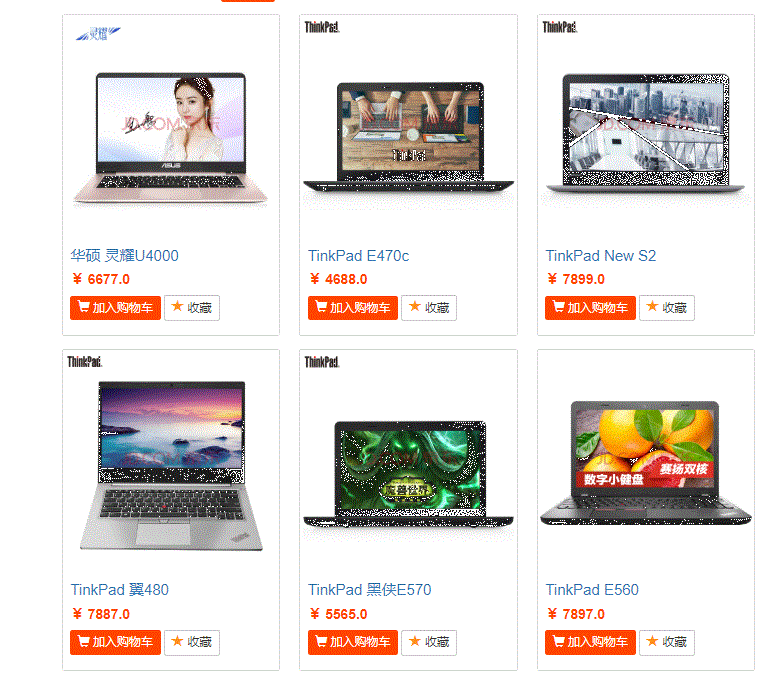 灵耀
ThinkPad
ThinkPad
JD.COM
ASUS
ThinkPad
华硕 灵耀U4000
TinkPad E470c
TinkPad New S2
¥ 6677.0
¥ 4688.0
¥ 7899.0
加入购物车 收藏
加入购物车 收藏
加入购物车 收藏
ThinkPad
ThinkPad
赛扬双核
数字小健盘
TinkPad 翼480
TinkPad 黑侠E570
TinkPad E560
¥ 7887.0
¥ 5565.0
¥ 7897.0
加入购物车 收藏
加入购物车 收藏
加入购物车 收藏